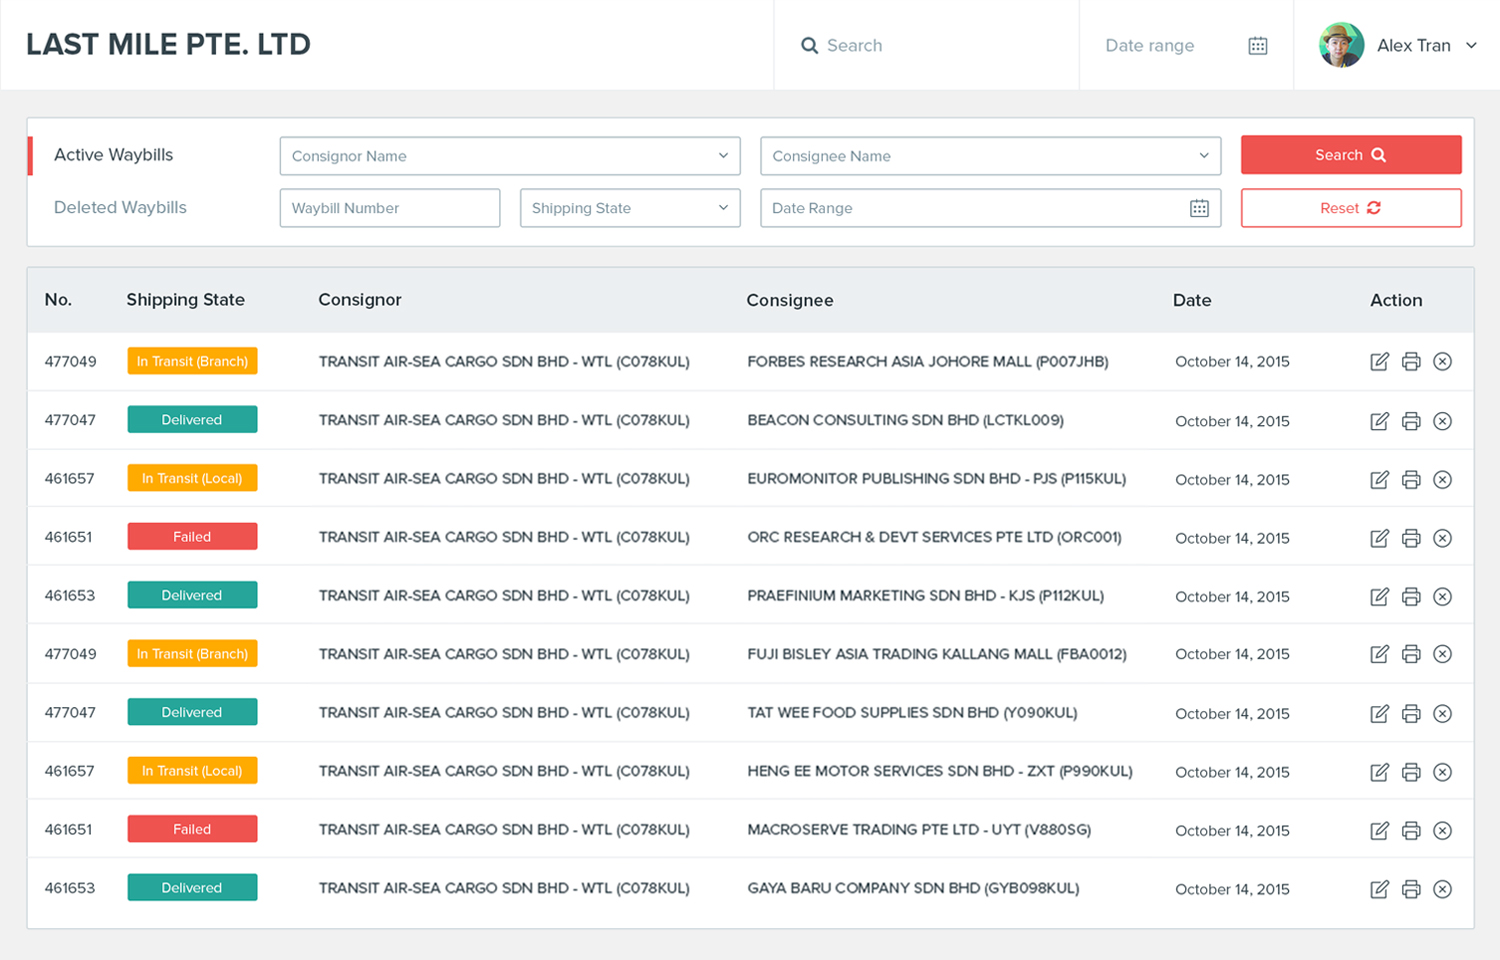 LAST MILE PTE. LTD
Search
Date range
Alex Tran
Active Waybills
Consignor Name
Consignee Name
Search
Deleted Waybills
Waybill Number
Shipping State
Date Range
Reset
No. Shipping State Consignor Consignee Date Action
477049 In Transit (Branch) TRANSIT AIR-SEA CARGO SDN BHD - WTL (C078KUL) FORBES RESEARCH ASIA JOHORE MALL (P007JHB) October 14, 2015
477047 Delivered TRANSIT AIR-SEA CARGO SDN BHD - WTL (C078KUL) BEACON CONSULTING SDN BHD (LCTKL009) October 14, 2015
461657 In Transit (Local) TRANSIT AIR-SEA CARGO SDN BHD - WTL (C078KUL) EUROMONITOR PUBLISHING SDN BHD - PJS (P115KUL) October 14, 2015
461651 Failed TRANSIT AIR-SEA CARGO SDN BHD - WTL (C078KUL) ORC RESEARCH & DEVT SERVICES PTE LTD (ORC001) October 14, 2015
461653 Delivered TRANSIT AIR-SEA CARGO SDN BHD - WTL (C078KUL) PRAEFINIUM MARKETING SDN BHD - KJS (P112KUL) October 14, 2015
477049 In Transit (Branch) TRANSIT AIR-SEA CARGO SDN BHD - WTL (C078KUL) FUJI BISLEY ASIA TRADING KALLANG MALL (FBA0012) October 14, 2015
477047 Delivered TRANSIT AIR-SEA CARGO SDN BHD - WTL (C078KUL) TAT WEE FOOD SUPPLIES SDN BHD (Y090KUL) October 14, 2015
461657 In Transit (Local) TRANSIT AIR-SEA CARGO SDN BHD - WTL (C078KUL) HENG EE MOTOR SERVICES SDN BHD - ZXT (P990KUL) October 14, 2015
461651 Failed TRANSIT AIR-SEA CARGO SDN BHD - WTL (C078KUL) MACROSERVE TRADING PTE LTD - UYT (V880SG) October 14, 2015
461653 Delivered TRANSIT AIR-SEA CARGO SDN BHD - WTL (C078KUL) GAYA BARU COMPANY SDN BHD (GYB098KUL) October 14, 2015